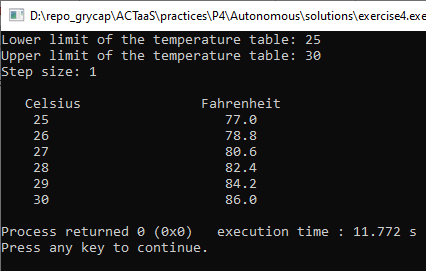 D:\repo_grycap\ACTaaS\practices\P4\Autonomous\solutions\exercise4.exe
Lower limit of the temperature table: 25
Upper limit of the temperature table: 30
Step size: 1
Celsius Fahrenheit
25 77.0
26 78.8
27 80.6
28 82.4
29 84.2
30 86.0
Process returned 0 (0x0) execution time : 11.772 s
Press any key to continue.